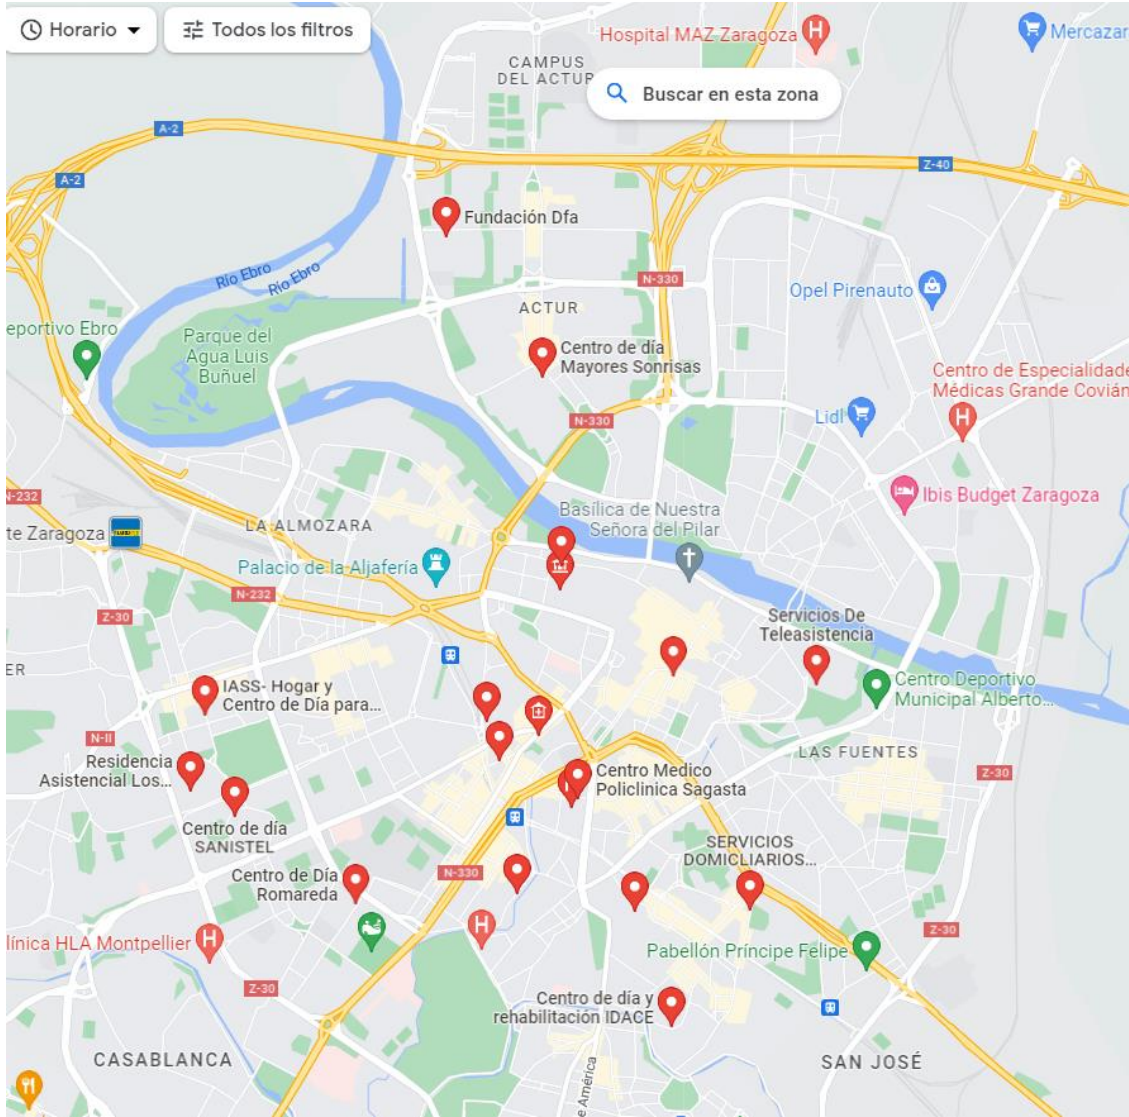 Horario
Todos los filtros
Hospital MAZ Zaragoza
H
Mercazar
CAMPUS
DEL ACTUR
Buscar en esta zona
A-2
Z-40
A-2
Fundación Dfa
Río Ebro
Río Ebro
N-330
Opel Pirenauto
ACTUR
eportivo Ebro
Parque del
Agua Luis
Buñuel
Centro de día
Mayores Sonrisas
Centro de Especialidade
Médicas Grande Covián
H
N-330
Lidl
N-232
Ibis Budget Zaragoza
LA ALMOZARA
Basílica de Nuestra
Señora del Pilar
te Zaragoza
Palacio de la Aljafería
N-232
Z-30
Servicios De
Teleasistencia
ER
IASS- Hogar y
Centro de Día para...
Centro Deportivo
Municipal Alberto...
N-II
Residencia
Asistencial Los...
LAS FUENTES
Z-30
Centro Medico
Policlinica Sagasta
Centro de día
SANISTEL
SERVICIOS
DOMICLIARIOS...
Centro de Día
Romareda
N-330
H
línica HLA Montpellier
H
Z-30
Pabellón Príncipe Felipe
Z-30
Centro de día y
rehabilitación IDACE
CASABLANCA
SAN JOSÉ
e América